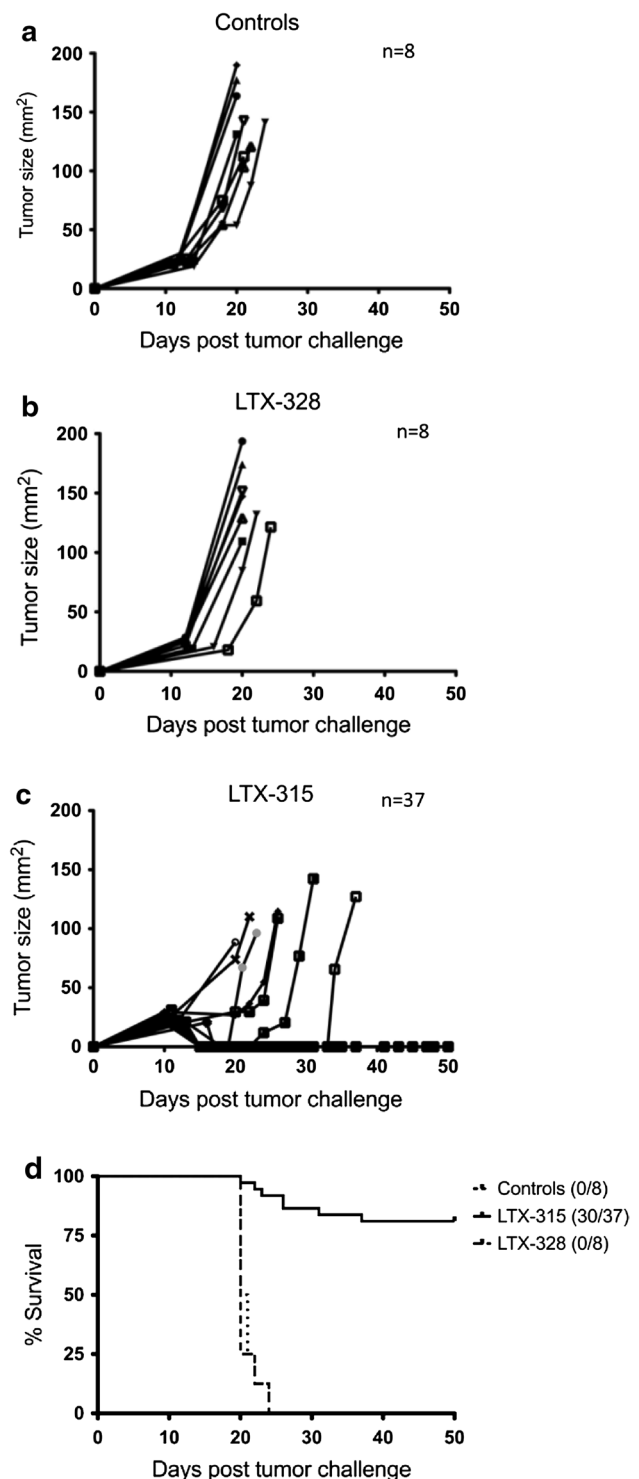 a
Controls
n=8
Tumor size (mm²)
200
150
100
50
0
0 10 20 30 40 50
Days post tumor challenge
b
LTX-328
n=8
Tumor size (mm²)
200
150
100
50
0
0 10 20 30 40 50
Days post tumor challenge
c
LTX-315
n=37
Tumor size (mm²)
200
150
100
50
0
0 10 20 30 40 50
Days post tumor challenge
d
% Survival
100
75
50
25
0
0 10 20 30 40 50
Days post tumor challenge
Controls (0/8)
LTX-315 (30/37)
LTX-328 (0/8)